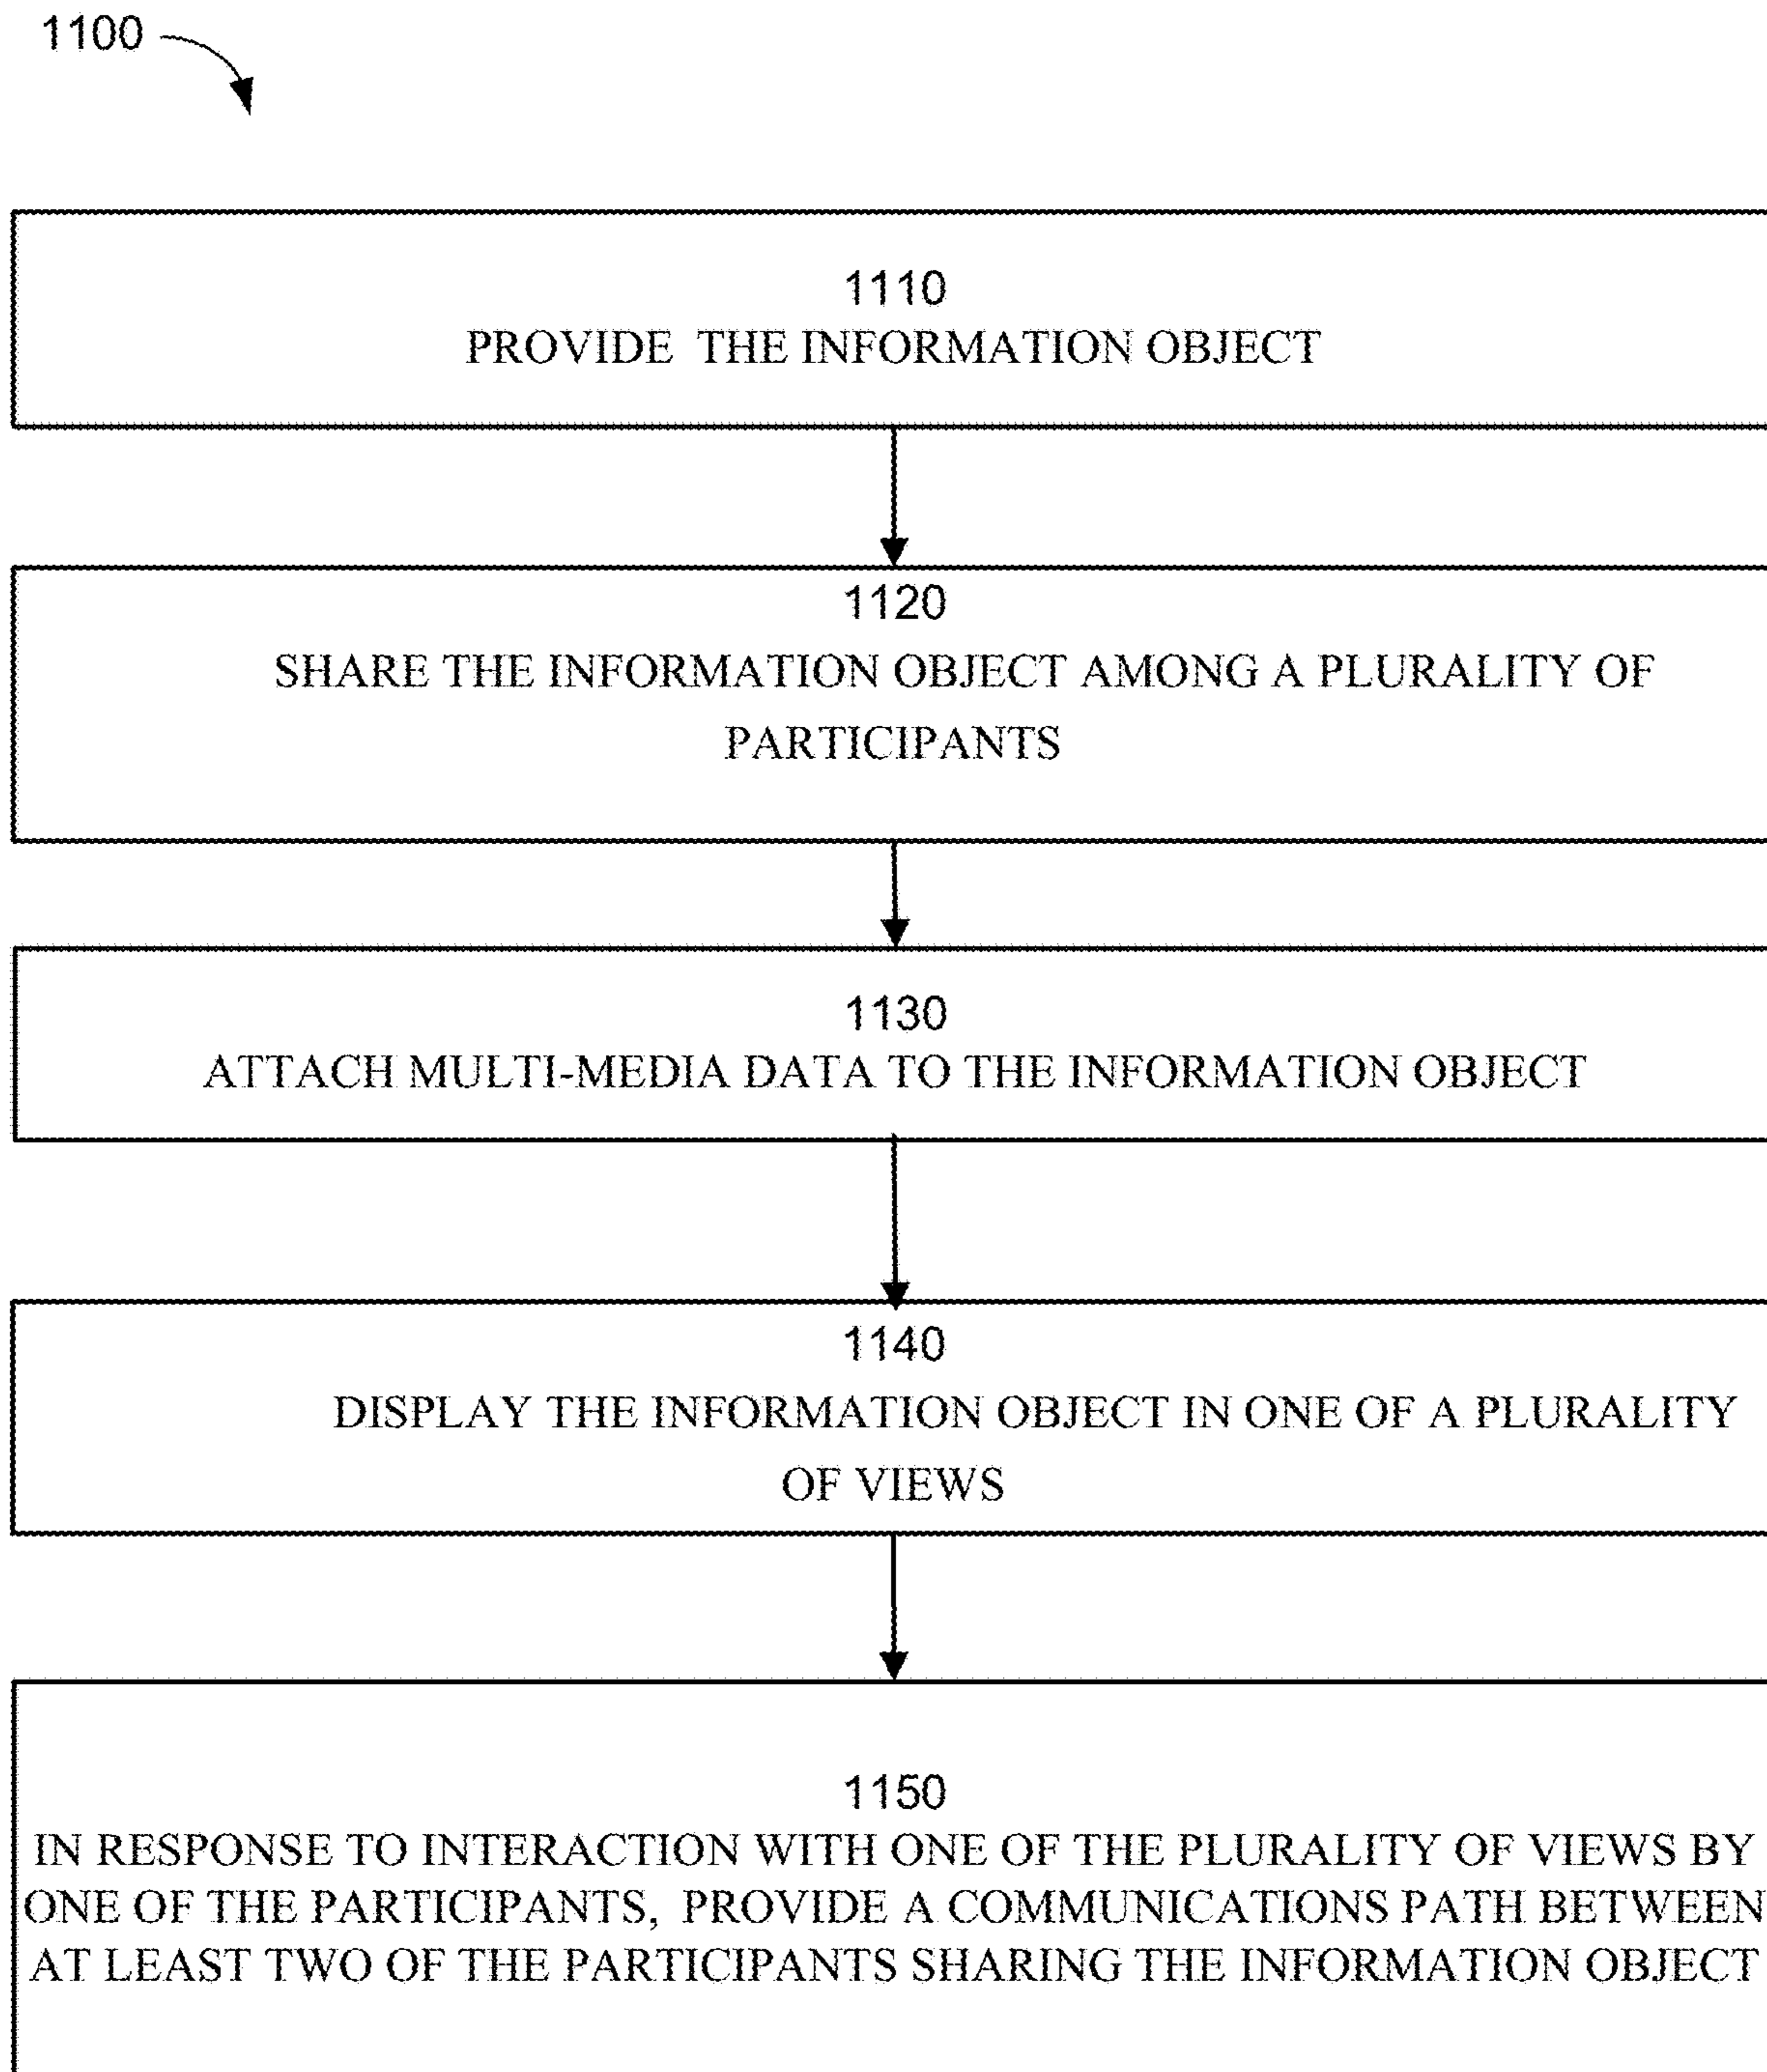 1100
1110
PROVIDE THE INFORMATION OBJECT
1120
SHARE THE INFORMATION OBJECT AMONG A PLURALITY OF
PARTICIPANTS
1130
ATTACH MULTI-MEDIA DATA TO THE INFORMATION OBJECT
1140
DISPLAY THE INFORMATION OBJECT IN ONE OF A PLURALITY
OF VIEWS
1150
IN RESPONSE TO INTERACTION WITH ONE OF THE PLURALITY OF VIEWS BY
ONE OF THE PARTICIPANTS, PROVIDE A COMMUNICATIONS PATH BETWEEN
AT LEAST TWO OF THE PARTICIPANTS SHARING THE INFORMATION OBJECT